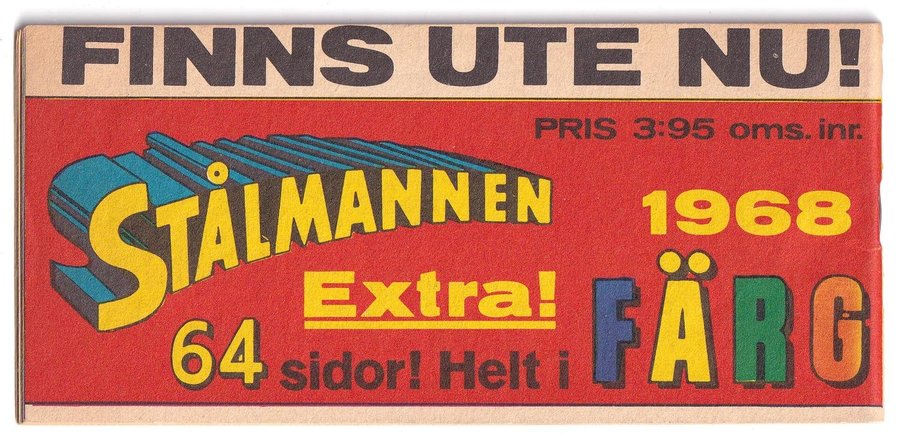 FINNS UTE NU!
PRIS 3:95 oms. inr.
STÅLMANNEN
1968
Extra!
64 sidor! Helt i FÄRG